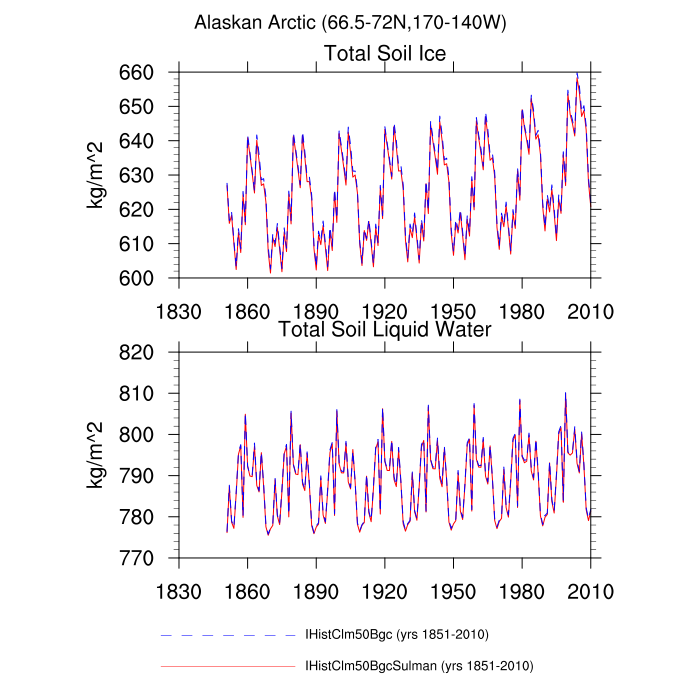 Alaskan Arctic (66.5-72N,170-140W)
Total Soil Ice
660
650
640
630
620
610
600
kg/m^2
1830 1860 1890 1920 1950 1980 2010
Total Soil Liquid Water
820
810
800
790
780
770
kg/m^2
1830 1860 1890 1920 1950 1980 2010
IHistClm50Bgc (yrs 1851-2010)
IHistClm50BgcSulman (yrs 1851-2010)